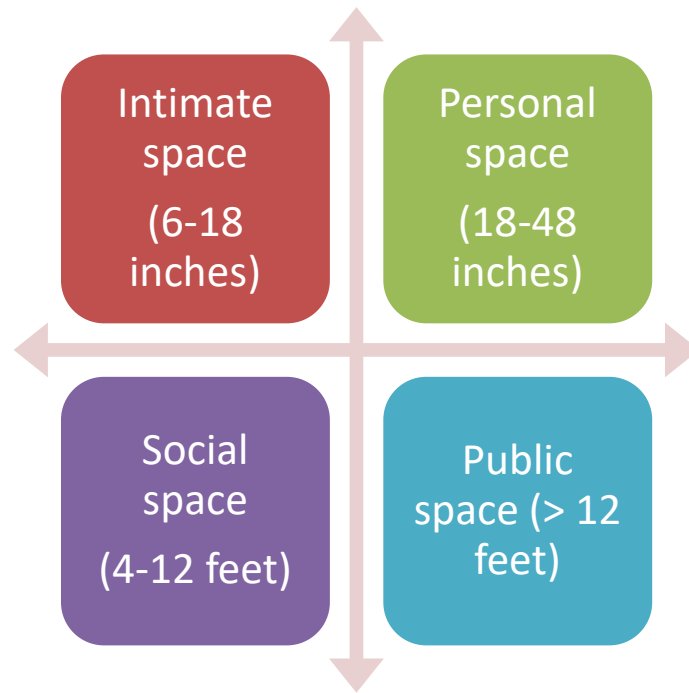 Intimate
space
(6-18
inches)
Personal
space
(18-48
inches)
Social
space
(4-12 feet)
Public
space (> 12
feet)